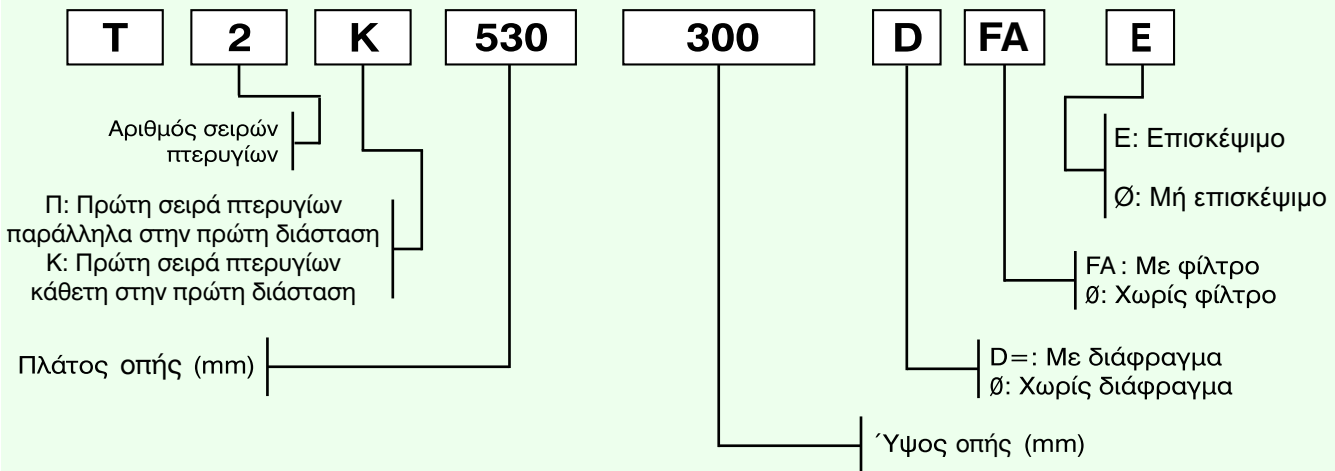 T 2 K 530 300 D FA E
Αριθμός σειρών
πτερυγίων
Π: Πρώτη σειρά πτερυγίων
παράλληλα στην πρώτη διάσταση
Κ: Πρώτη σειρά πτερυγίων
κάθετη στην πρώτη διάσταση
Πλάτος οπής (mm)
Ε: Επισκέψιμο
Ø: Μή επισκέψιμο
FA : Με φίλτρο
Ø: Χωρίς φίλτρο
D=: Με διάφραγμα
Ø: Χωρίς διάφραγμα
΄Υψος οπής (mm)